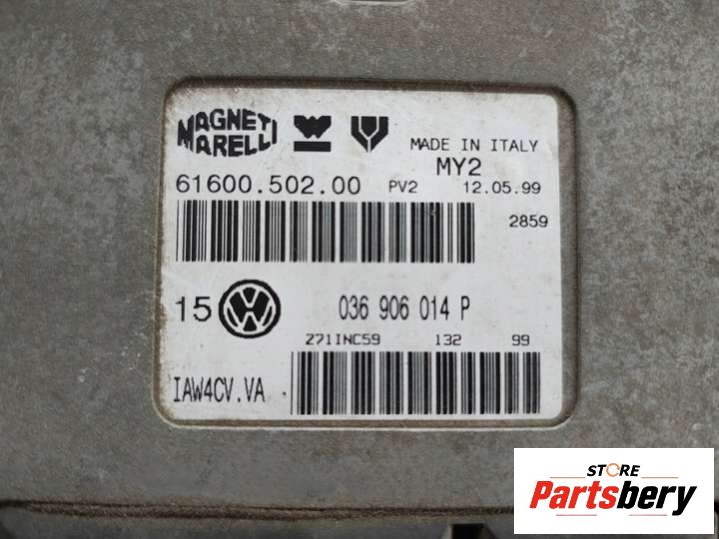 MAGNETI
MARELLI
MADE IN ITALY
MY2
61600.502.00 PV2 12.05.99
2859
15 036 906 014 P
271INC59 132 99
IAW4CV.VA
STORE
Partsbery